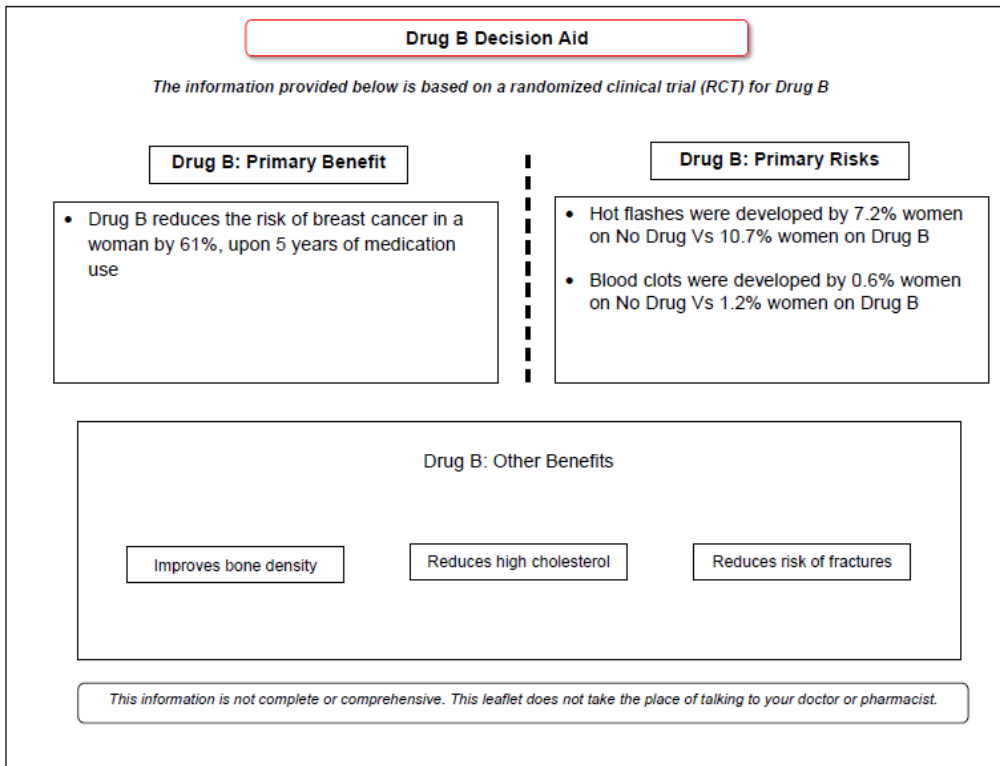 Drug B Decision Aid
The information provided below is based on a randomized clinical trial (RCT) for Drug B
Drug B: Primary Benefit
• Drug B reduces the risk of breast cancer in a
woman by 61%, upon 5 years of medication
use
Drug B: Primary Risks
• Hot flashes were developed by 7.2% women
on No Drug Vs 10.7% women on Drug B
• Blood clots were developed by 0.6% women
on No Drug Vs 1.2% women on Drug B
Drug B: Other Benefits
Improves bone density
Reduces high cholesterol
Reduces risk of fractures
This information is not complete or comprehensive. This leaflet does not take the place of talking to your doctor or pharmacist.